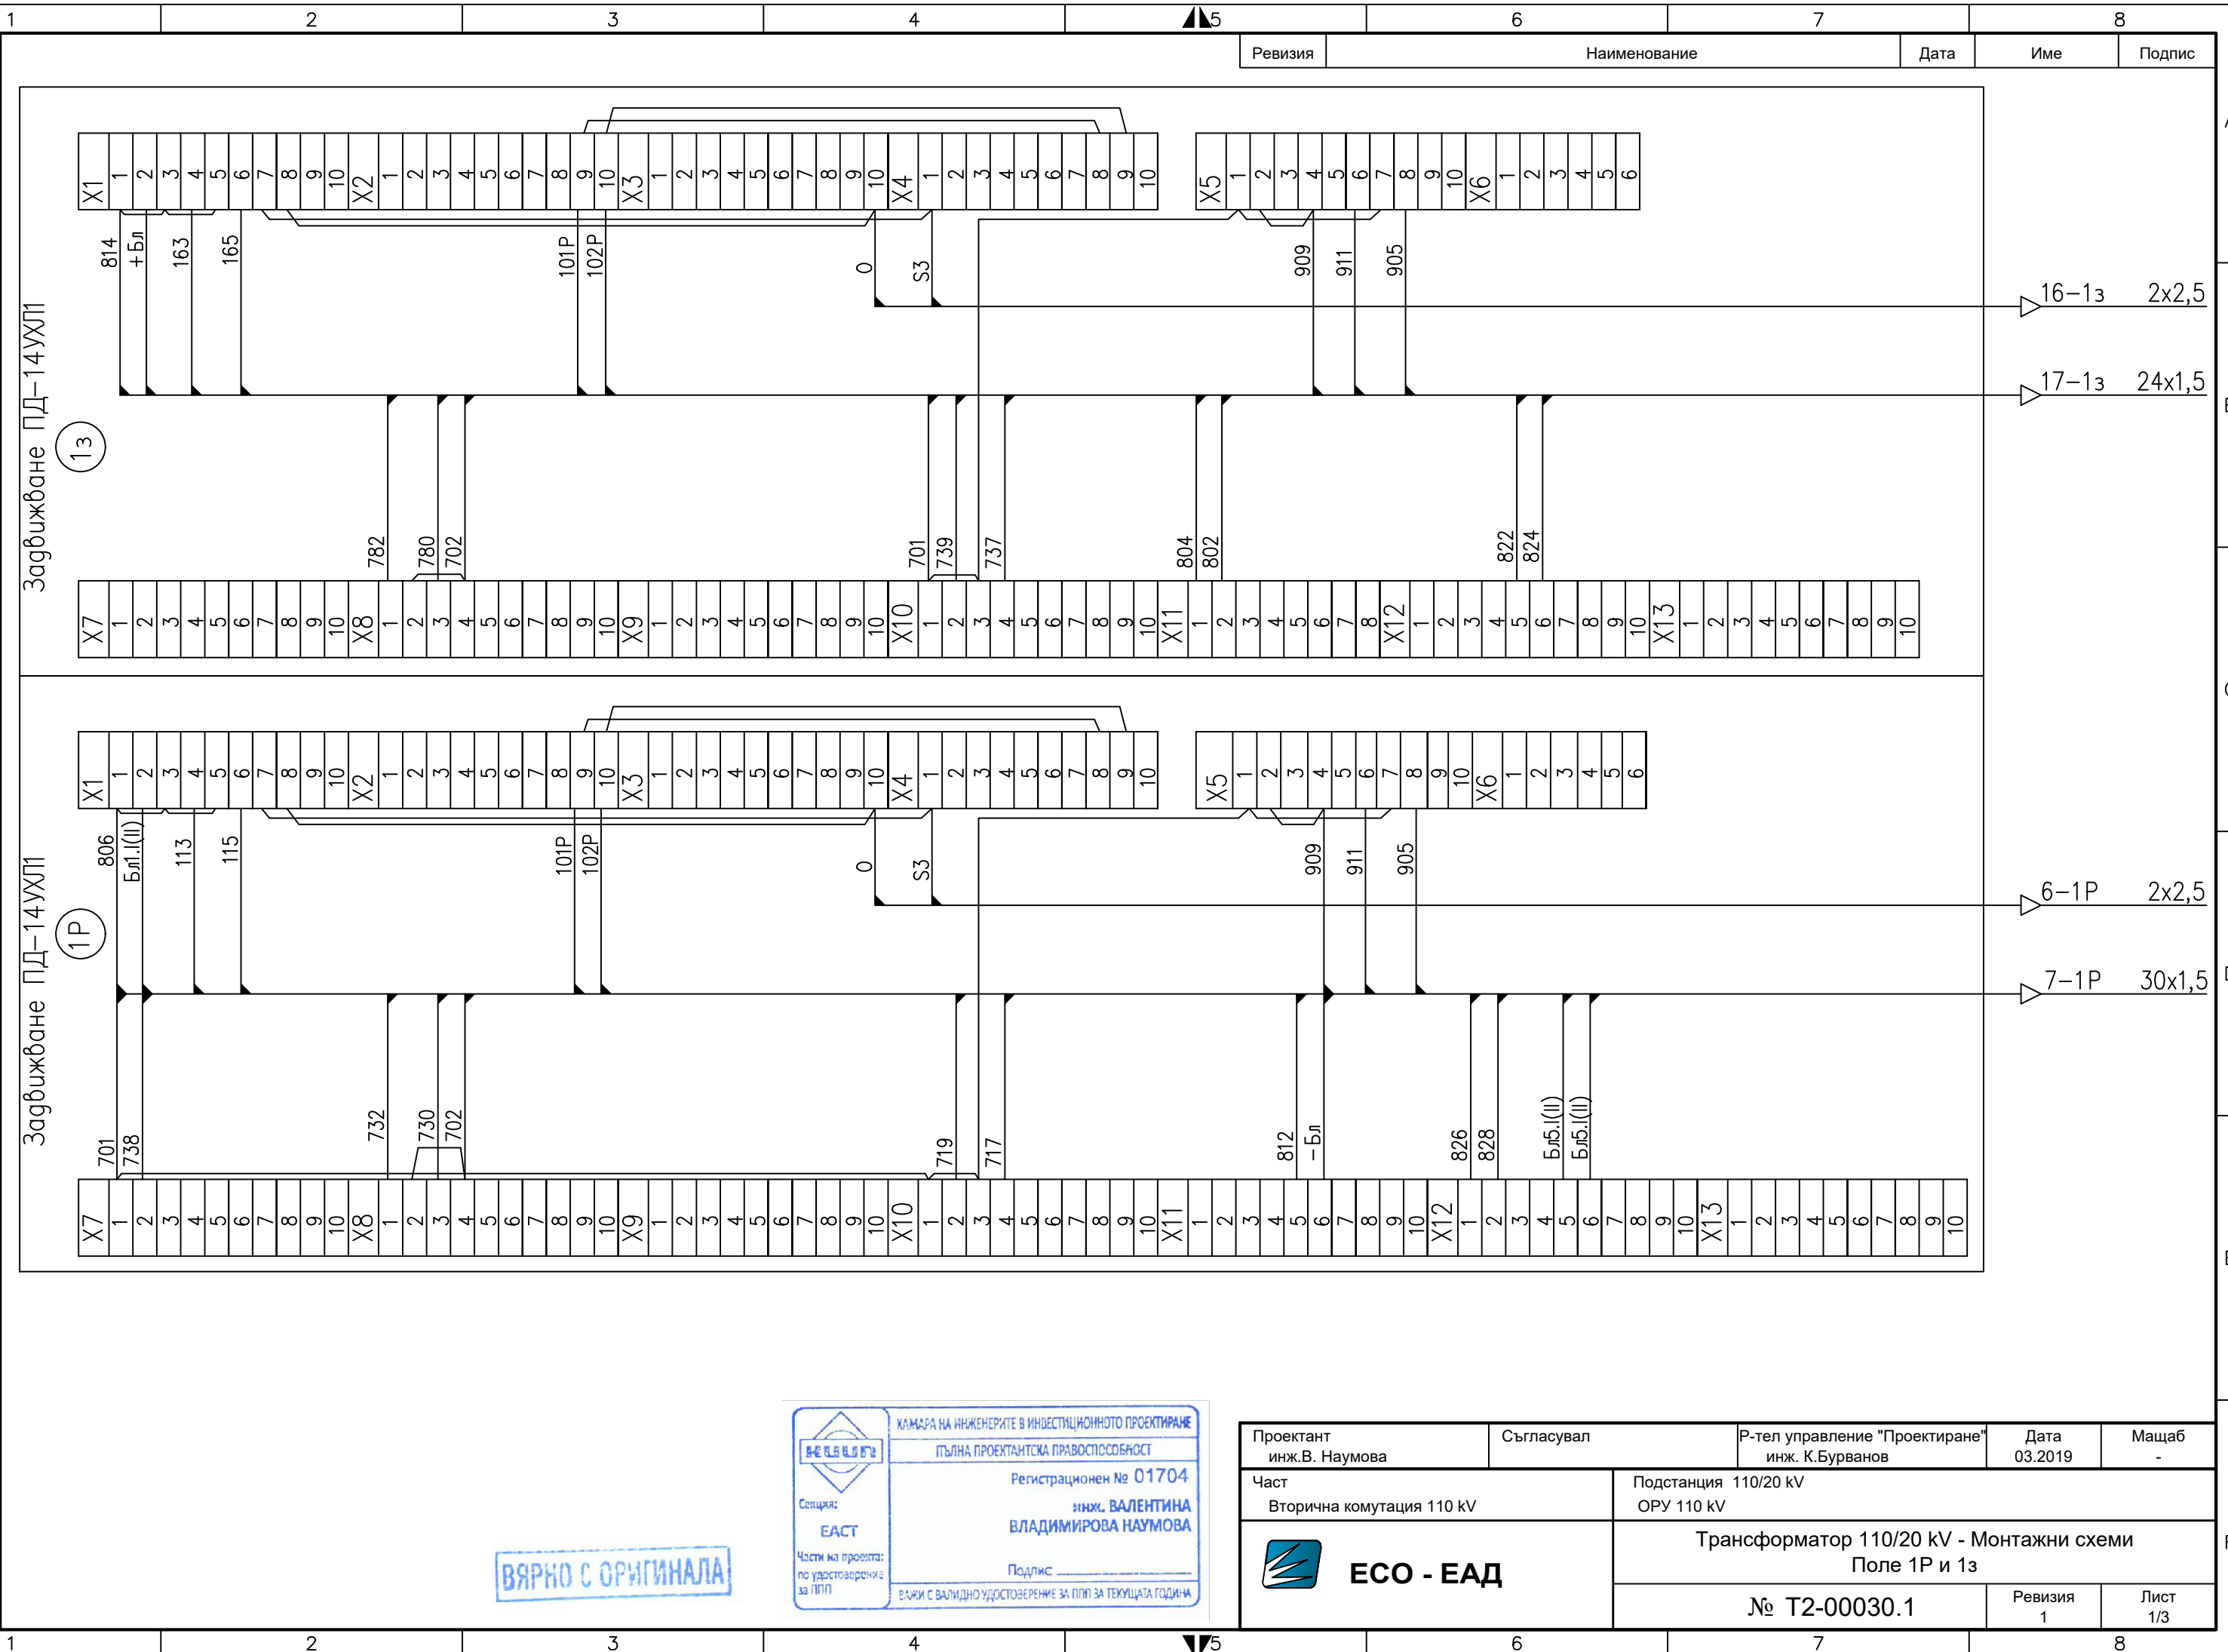 1 2 3 4 5 6 7 8
Ревизия Наименование Дата Име Подпис
Задвижване ПД-14УХЛ1
1з
X1 1 2 3 4 5 6 7 8 9 10 X2 1 2 3 4 5 6 7 8 9 10 X3 1 2 3 4 5 6 7 8 9 10 X4 1 2 3 4 5 6 7 8 9 10 X5 1 2 3 4 5 6 7 8 9 10 X6 1 2 3 4 5 6
814 +Бл 163 165 101P 102P 0 S3 909 911 905
16-1з 2x2,5
17-1з 24x1,5
782 780 702 701 739 737 804 802 822 824
X7 1 2 3 4 5 6 7 8 9 10 X8 1 2 3 4 5 6 7 8 9 10 X9 1 2 3 4 5 6 7 8 9 10 X10 1 2 3 4 5 6 7 8 9 10 X11 1 2 3 4 5 6 7 8 X12 1 2 3 4 5 6 7 8 9 10 X13 1 2 3 4 5 6 7 8 9 10
Задвижване ПД-14УХЛ1
1P
X1 1 2 3 4 5 6 7 8 9 10 X2 1 2 3 4 5 6 7 8 9 10 X3 1 2 3 4 5 6 7 8 9 10 X4 1 2 3 4 5 6 7 8 9 10 X5 1 2 3 4 5 6 7 8 9 10 X6 1 2 3 4 5 6
806 Бл1.I(II) 113 115 101P 102P 0 S3 909 911 905
6-1P 2x2,5
7-1P 30x1,5
701 738 732 730 702 719 717 812 -Бл 826 828 Бл5.I(II) Бл5.I(II)
X7 1 2 3 4 5 6 7 8 9 10 X8 1 2 3 4 5 6 7 8 9 10 X9 1 2 3 4 5 6 7 8 9 10 X10 1 2 3 4 5 6 7 8 9 10 X11 1 2 3 4 5 6 7 8 9 10 X12 1 2 3 4 5 6 7 8 9 10 X13 1 2 3 4 5 6 7 8 9 10
ВЯРНО С ОРИГИНАЛА
КАМАРА НА ИНЖЕНЕРИТЕ В ИНВЕСТИЦИОННОТО ПРОЕКТИРАНЕ
КИИП
ПЪЛНА ПРОЕКТАНТСКА ПРАВОСПОСОБНОСТ
Регистрационен № 01704
Секция:
ЕАСТ
инж. ВАЛЕНТИНА
ВЛАДИМИРОВА НАУМОВА
Части на проекта:
по удостоверение
за ППП
Подпис
ВАЖИ С ВАЛИДНО УДОСТОВЕРЕНИЕ ЗА ППП ЗА ТЕКУЩАТА ГОДИНА
Проектант Съгласувал Р-тел управление "Проектиране" Дата Мащаб
инж.В. Наумова инж. К.Бурванов 03.2019 -
Част Подстанция 110/20 kV
Вторична комутация 110 kV ОРУ 110 kV
ЕСО - ЕАД
Трансформатор 110/20 kV - Монтажни схеми
Поле 1Р и 1з
№ T2-00030.1
Ревизия Лист
1 1/3
1 2 3 4 5 6 7 8